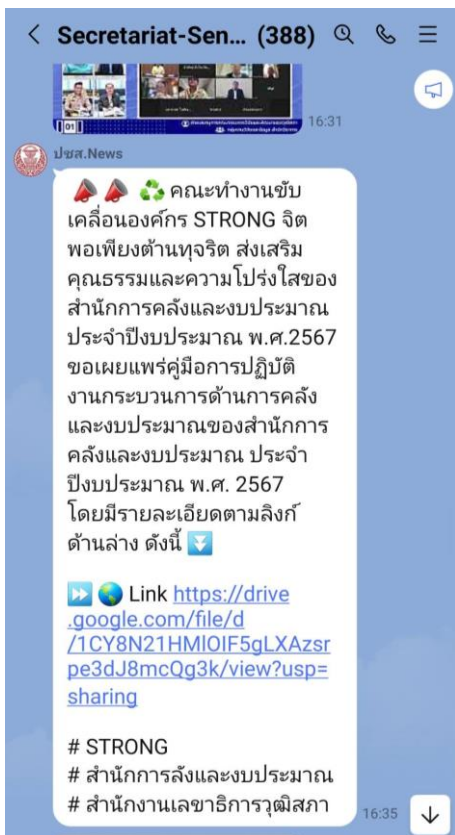 < Secretariat-Sen... (388)
01
16:31
ปชส.News
คณะทำงานขับ
เคลื่อนองค์กร STRONG จิต
พอเพียงต้านทุจริต ส่งเสริม
คุณธรรมและความโปร่งใสของ
สำนักการคลังและงบประมาณ
ประจำปีงบประมาณ พ.ศ.2567
ขอเผยแพร่คู่มือการปฏิบัติ
งานกระบวนการด้านการคลัง
และงบประมาณของสำนักการ
คลังและงบประมาณ ประจำ
ปีงบประมาณ พ.ศ. 2567
โดยมีรายละเอียดตามลิงก์
ด้านล่าง ดังนี้
Link https://drive
.google.com/file/d
/1CY8N21HMlOIF5gLXAzsr
pe3dJ8mcQg3k/view?usp=
sharing
# STRONG
# สำนักการลังและงบประมาณ
# สำนักงานเลขาธิการวุฒิสภา
16:35